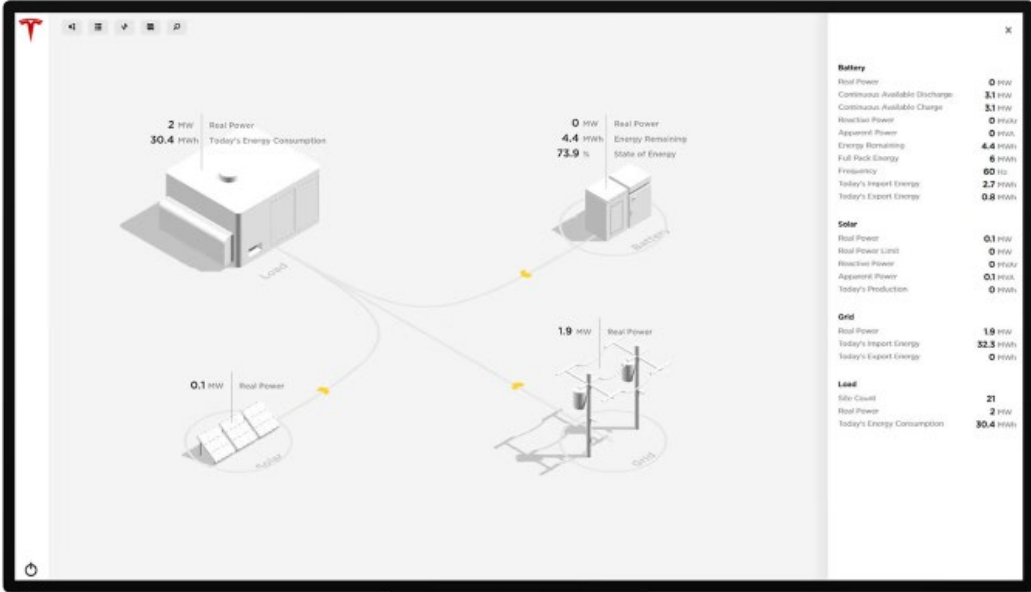 2 MW Real Power
30.4 MWh Today's Energy Consumption
0 MW Real Power
4.4 MWh Energy Remaining
73.9 % State of Energy
Load
Battery
1.9 MW Real Power
0.1 MW Real Power
Solar
Grid
Battery
Real Power 0 MW
Continuous Available Discharge 3.1 MW
Continuous Available Charge 3.1 MW
Reactive Power 0 MVAr
Apparent Power 0 MVA
Energy Remaining 4.4 MWh
Full Pack Energy 6 MWh
Frequency 60 Hz
Today's Import Energy 2.7 MWh
Today's Export Energy 0.8 MWh
Solar
Real Power 0.1 MW
Real Power Limit 0 MW
Reactive Power 0 MVAr
Apparent Power 0.1 MVA
Today's Production 0 MWh
Grid
Real Power 1.9 MW
Today's Import Energy 32.3 MWh
Today's Export Energy 0 MWh
Load
Site Count 21
Real Power 2 MW
Today's Energy Consumption 30.4 MWh